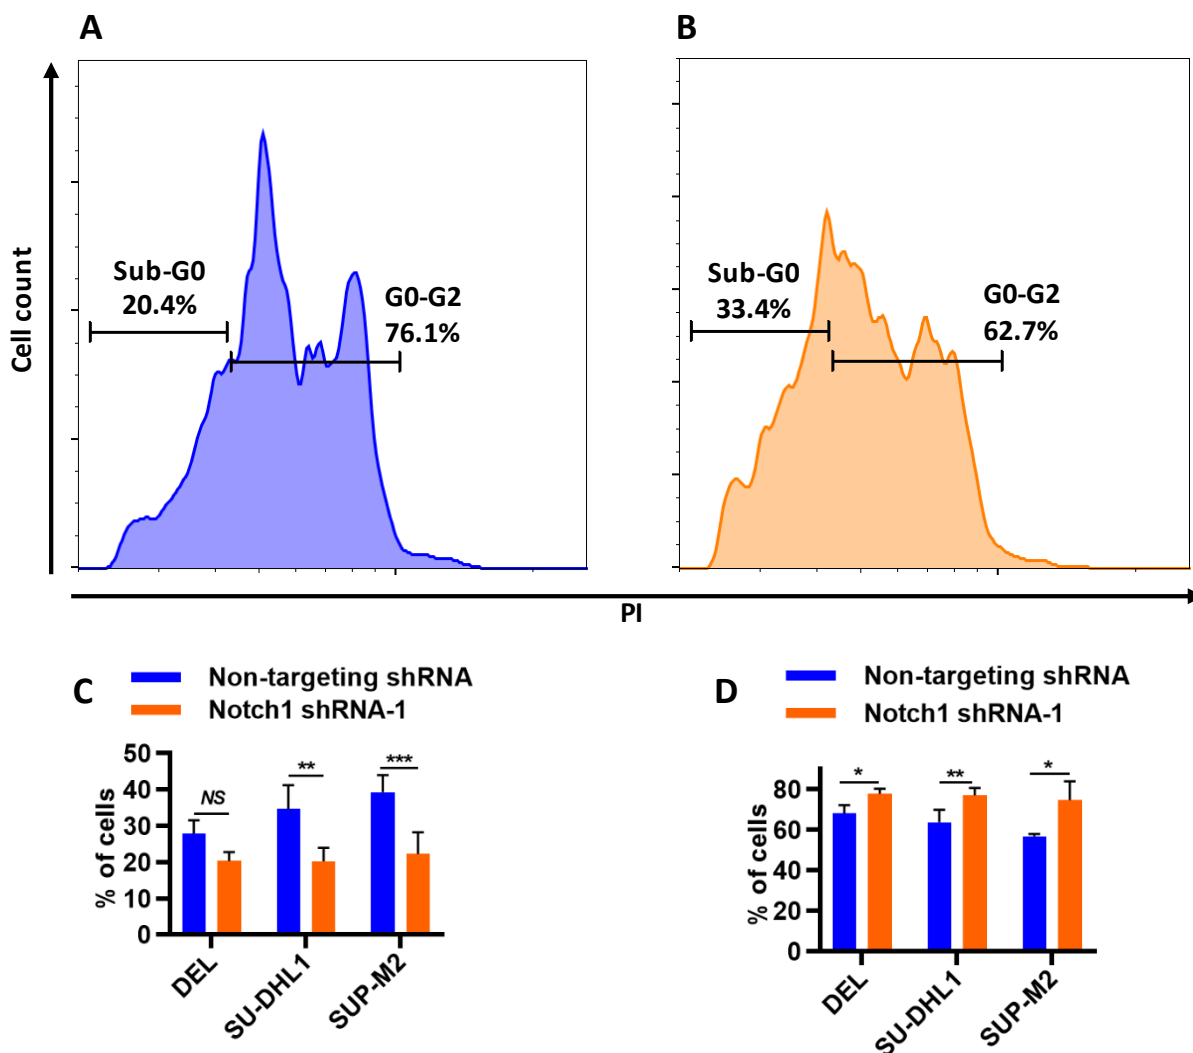 A
B
Cell count
Sub-G0
20.4%
G0-G2
76.1%
Sub-G0
33.4%
G0-G2
62.7%
PI
C
Non-targeting shRNA
Notch1 shRNA-1
% of cells
50
40
30
20
10
0
NS
**
***
DEL
SU-DHL1
SUP-M2
D
Non-targeting shRNA
Notch1 shRNA-1
% of cells
80
60
40
20
0
*
**
*
DEL
SU-DHL1
SUP-M2